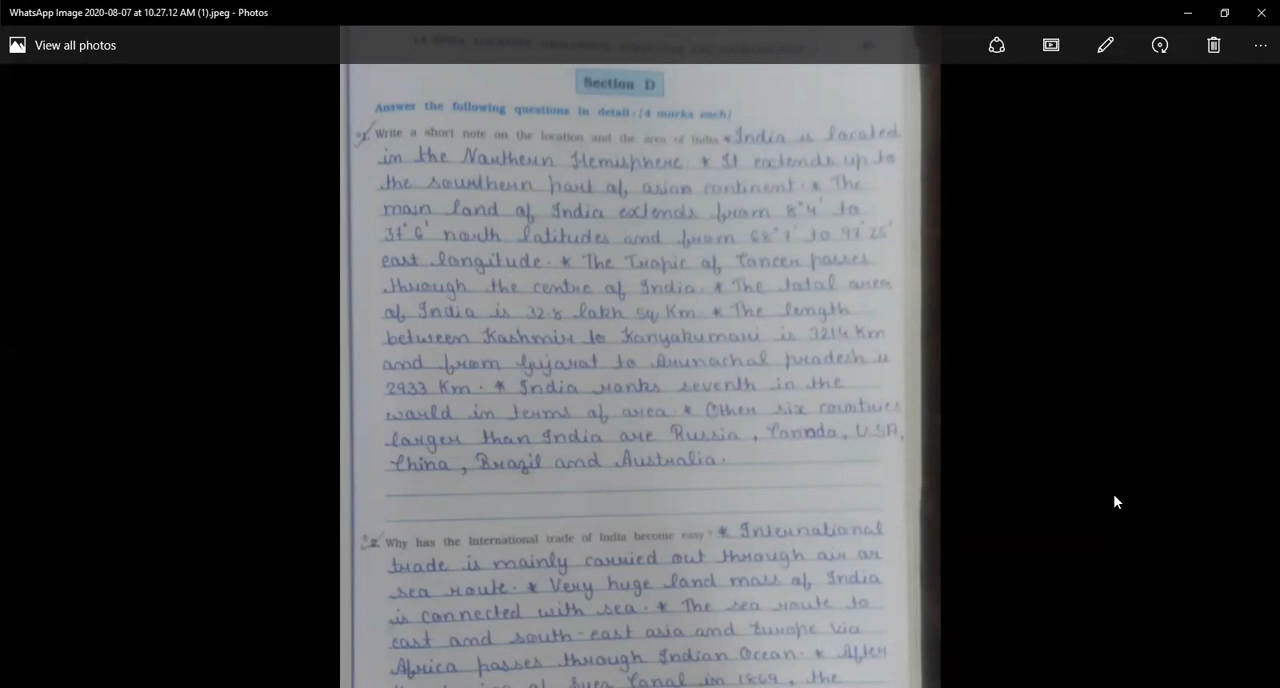 WhatsApp Image 2020-08-07 at 10.27.12 AM (1).jpeg - Photos
View all photos
Section D
Answer the following questions in detail: [4 marks each]
1. Write a short note on the location and the area of India * India is located
in the Northern Hemisphere * It extends up to
the sourthern part of asian continent. * The
main land of India extends from 8°4' to
37°6' north latitudes and from 68°7' to 97°25'
east longitude. * The Tropic of Cancer passes
through the centre of India. * The total area
of India is 32.8 lakh sq Km * The length
between Kashmir to Kanyakumari is 3214 Km
and from Gujarat to Arunachal pradesh is
2933 Km. * India ranks seventh in the
world in terms of area * Other six countries
larger than India are Russia, Cannda, USA,
China, Brazil and Australia.
2. Why has the International trade of India become easy? * International
trade is mainly carried out through air or
sea route. * Very huge land mass of India
is connected with sea. * The sea route to
east and south-east asia and Europe via
Africa passes through Indian Ocean. * After
of Suez Canal in 1869, the